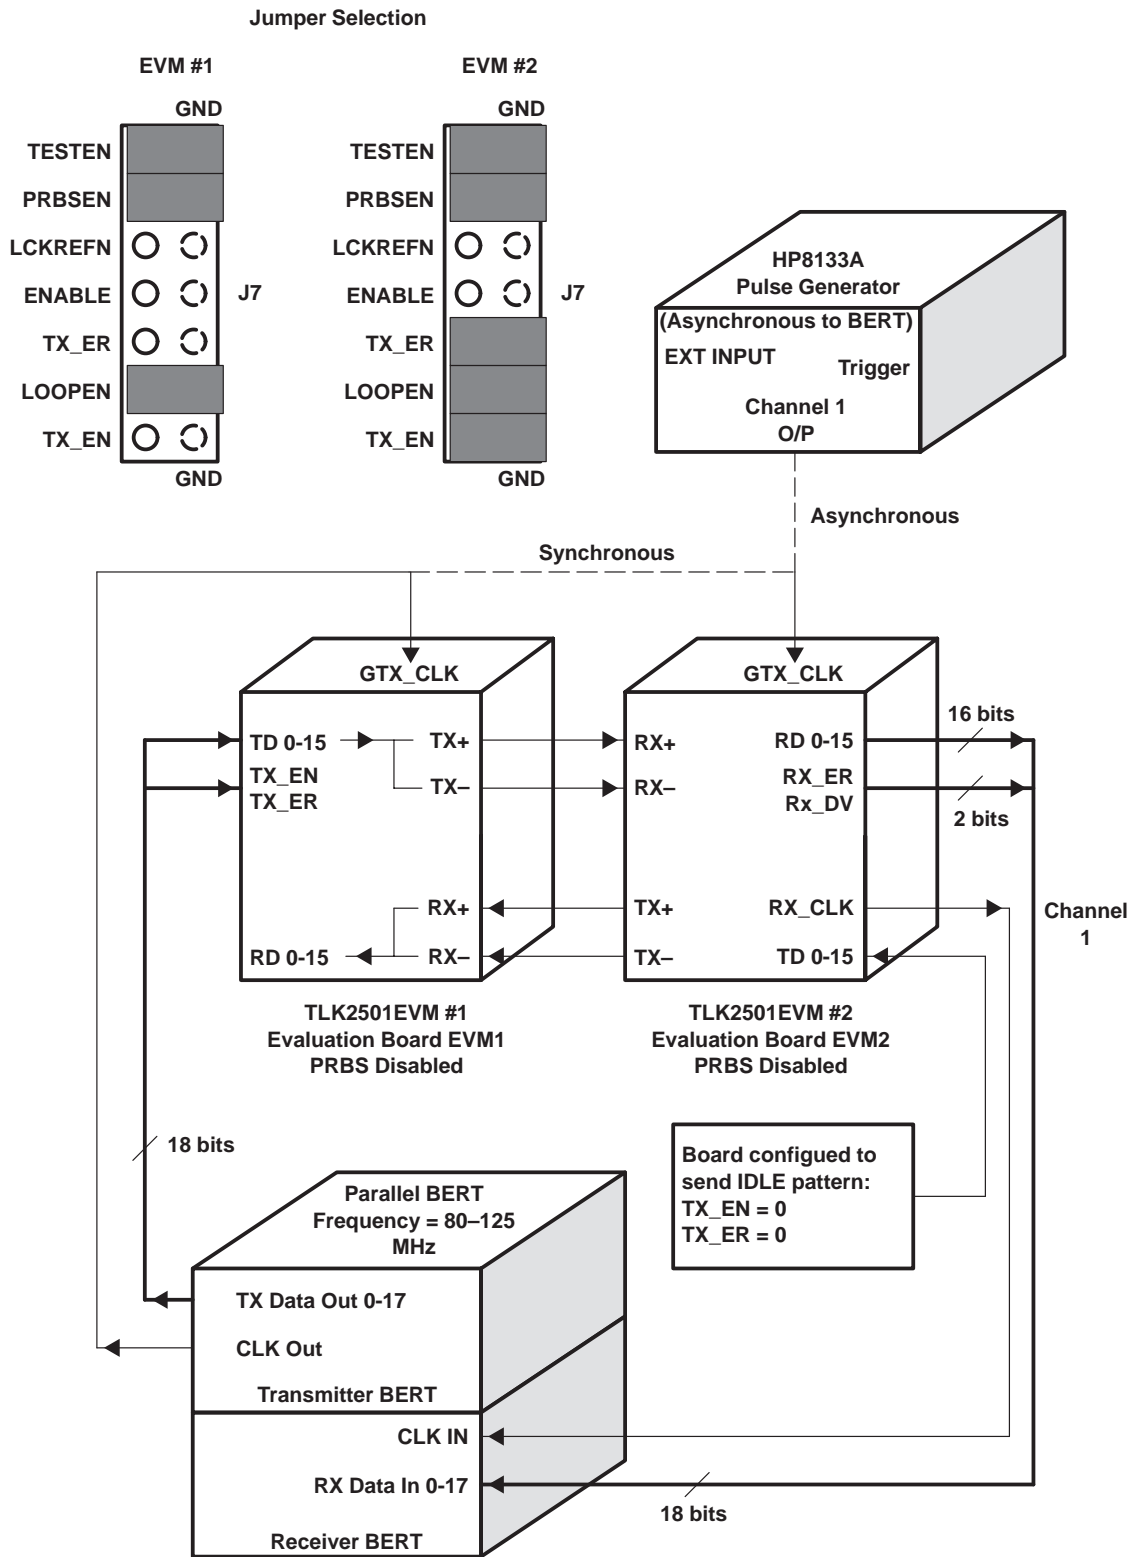 Jumper Selection
EVM #1
GND
TESTEN
PRBSEN
LCKREFN
ENABLE
TX_ER
LOOPEN
TX_EN
J7
GND
EVM #2
GND
TESTEN
PRBSEN
LCKREFN
ENABLE
TX_ER
LOOPEN
TX_EN
J7
GND
HP8133A
Pulse Generator
(Asynchronous to BERT)
EXT INPUT
Trigger
Channel 1
O/P
Asynchronous
Synchronous
GTX_CLK
TD 0-15
TX+
TX_EN
TX–
TX_ER
RX+
RD 0-15
RX–
TLK2501EVM #1
Evaluation Board EVM1
PRBS Disabled
GTX_CLK
RX+
RD 0-15
RX–
RX_ER
Rx_DV
TX+
RX_CLK
TX–
TD 0-15
TLK2501EVM #2
Evaluation Board EVM2
PRBS Disabled
16 bits
2 bits
Channel
1
18 bits
Board configued to
send IDLE pattern:
TX_EN = 0
TX_ER = 0
Parallel BERT
Frequency = 80–125
MHz
TX Data Out 0-17
CLK Out
Transmitter BERT
CLK IN
RX Data In 0-17
Receiver BERT
18 bits